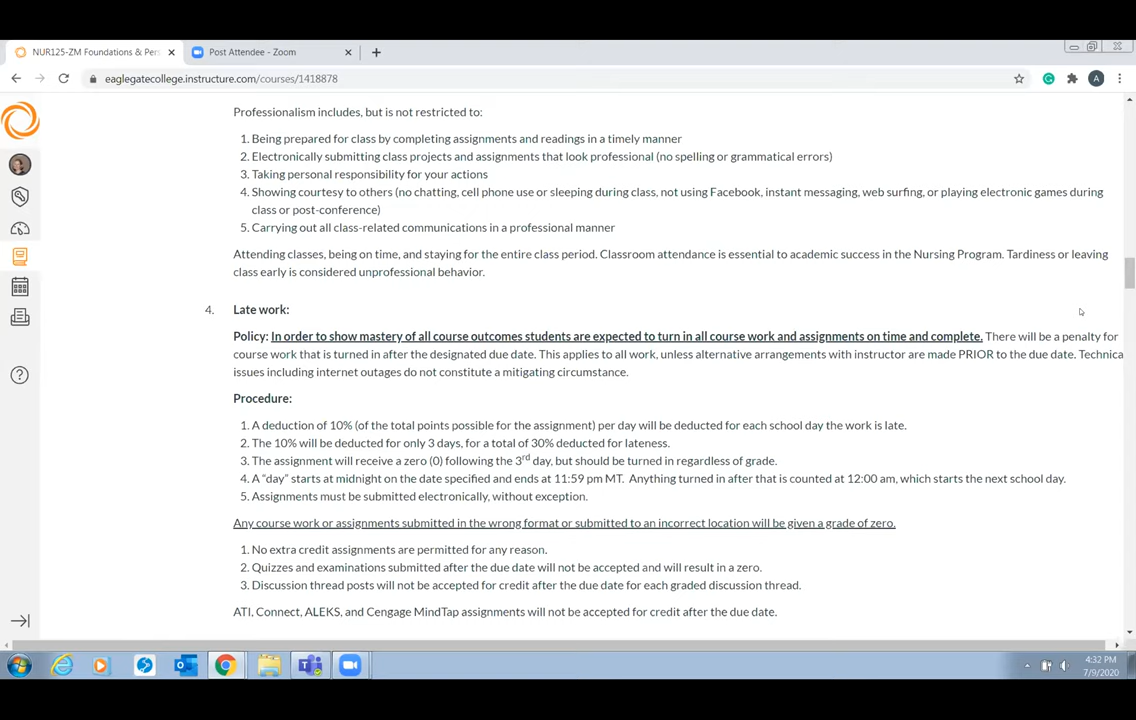 NUR125-ZM Foundations & Per
Post Attendee - Zoom
eaglegatecollege.instructure.com/courses/1418878
A
Professionalism includes, but is not restricted to:
1. Being prepared for class by completing assignments and readings in a timely manner
2. Electronically submitting class projects and assignments that look professional (no spelling or grammatical errors)
3. Taking personal responsibility for your actions
4. Showing courtesy to others (no chatting, cell phone use or sleeping during class, not using Facebook, instant messaging, web surfing, or playing electronic games during
class or post-conference)
5. Carrying out all class-related communications in a professional manner
Attending classes, being on time, and staying for the entire class period. Classroom attendance is essential to academic success in the Nursing Program. Tardiness or leaving
class early is considered unprofessional behavior.
4. Late work:
Policy: In order to show mastery of all course outcomes students are expected to turn in all course work and assignments on time and complete. There will be a penalty for
course work that is turned in after the designated due date. This applies to all work, unless alternative arrangements with instructor are made PRIOR to the due date. Technica
issues including internet outages do not constitute a mitigating circumstance.
Procedure:
1. A deduction of 10% (of the total points possible for the assignment) per day will be deducted for each school day the work is late.
2. The 10% will be deducted for only 3 days, for a total of 30% deducted for lateness.
3. The assignment will receive a zero (0) following the 3rd day, but should be turned in regardless of grade.
4. A “day” starts at midnight on the date specified and ends at 11:59 pm MT. Anything turned in after that is counted at 12:00 am, which starts the next school day.
5. Assignments must be submitted electronically, without exception.
Any course work or assignments submitted in the wrong format or submitted to an incorrect location will be given a grade of zero.
1. No extra credit assignments are permitted for any reason.
2. Quizzes and examinations submitted after the due date will not be accepted and will result in a zero.
3. Discussion thread posts will not be accepted for credit after the due date for each graded discussion thread.
ATI, Connect, ALEKS, and Cengage MindTap assignments will not be accepted for credit after the due date.
4:32 PM
7/9/2020